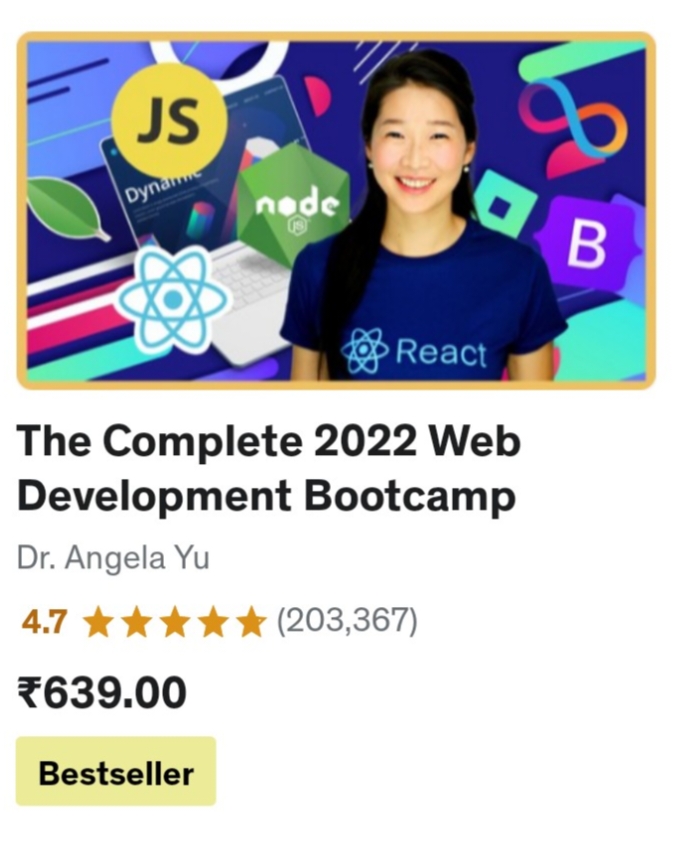 JS
Dynamic
node
JS
B
React
The Complete 2022 Web
Development Bootcamp
Dr. Angela Yu
4.7 (203,367)
₹639.00
Bestseller